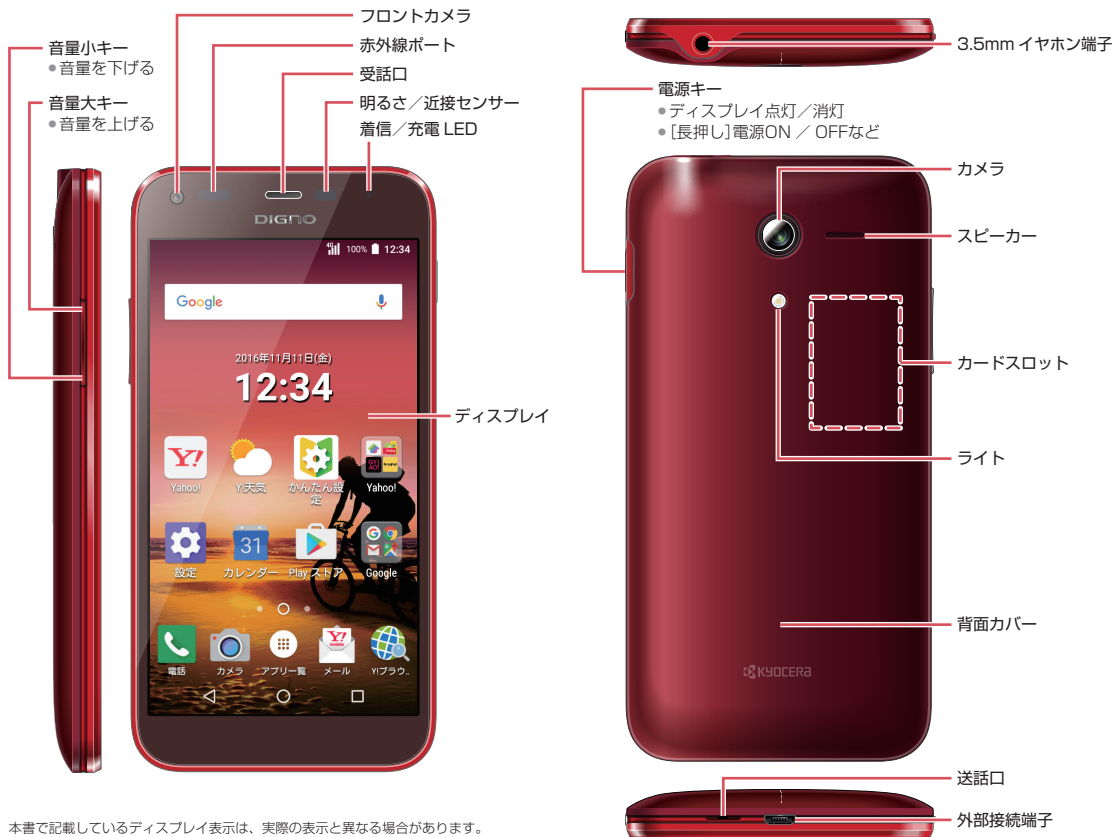 フロントカメラ
赤外線ポート
受話口
明るさ／近接センサー
着信／充電 LED
音量小キー
●音量を下げる
音量大キー
●音量を上げる
DIGNO
4G 100% 12:34
Google
2016年11月11日(金)
12:34
ディスプレイ
Y!
GYAO!
Yahoo!
Y!天気
かんたん設定
Yahoo!
31
G
設定
カレンダー
Play ストア
Google
Y!
電話
カメラ
アプリ一覧
メール
Y!ブラウ..
本書で記載しているディスプレイ表示は、実際の表示と異なる場合があります。
3.5mm イヤホン端子
電源キー
●ディスプレイ点灯／消灯
●[長押し]電源ON ／ OFFなど
カメラ
スピーカー
カードスロット
ライト
背面カバー
KYOCERA
送話口
外部接続端子